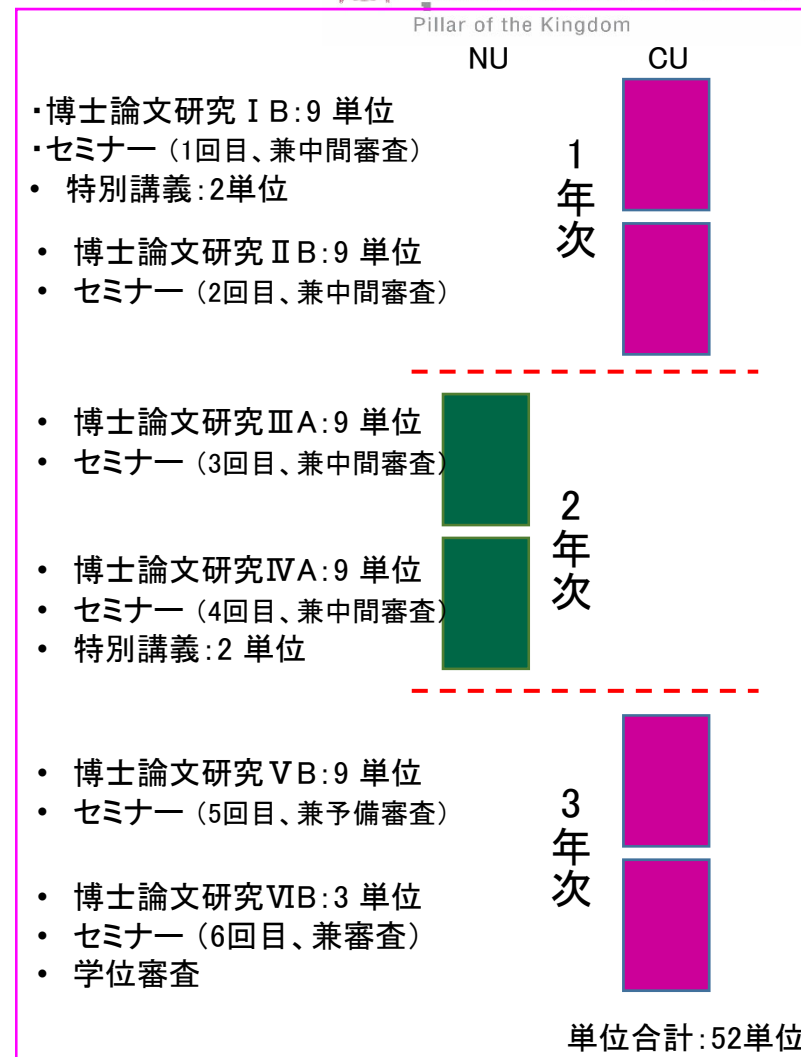 Pillar of the Kingdom
NU CU
・博士論文研究ⅠB:9 単位
・セミナー (1回目、兼中間審査)
• 特別講義:2単位
1年次
• 博士論文研究ⅡB:9 単位
• セミナー (2回目、兼中間審査)
• 博士論文研究ⅢA:9 単位
• セミナー (3回目、兼中間審査)
2年次
• 博士論文研究ⅣA:9 単位
• セミナー (4回目、兼中間審査)
• 特別講義:2 単位
• 博士論文研究ⅤB:9 単位
• セミナー (5回目、兼予備審査)
3年次
• 博士論文研究ⅥB:3 単位
• セミナー (6回目、兼審査)
• 学位審査
単位合計:52単位